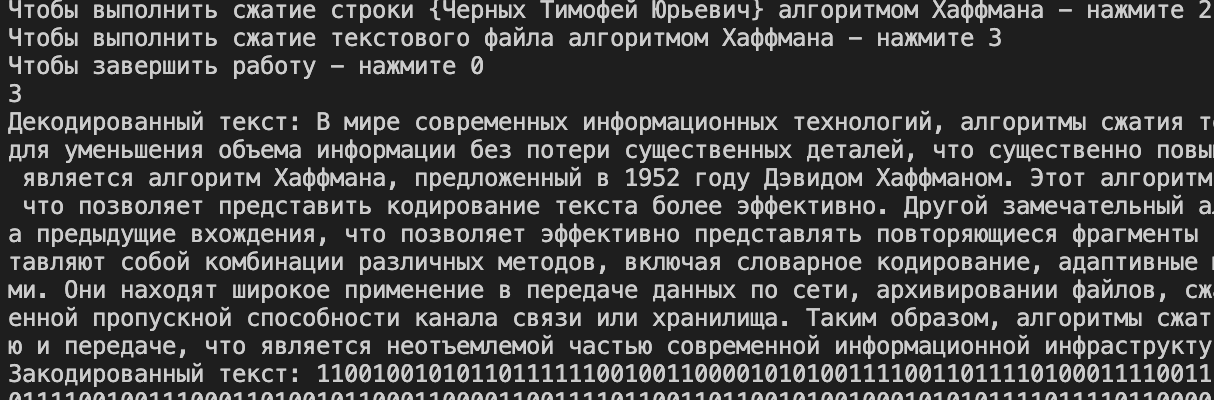 Чтобы выполнить сжатие строки {Черных Тимофей Юрьевич} алгоритмом Хаффмана – нажмите 2
Чтобы выполнить сжатие текстового файла алгоритмом Хаффмана – нажмите 3
Чтобы завершить работу – нажмите 0
3
Декодированный текст: В мире современных информационных технологий, алгоритмы сжатия
для уменьшения объема информации без потери существенных деталей, что существенно
является алгоритм Хаффмана, предложенный в 1952 году Дэвидом Хаффманом. Этот алгоритм
что позволяет представить кодирование текста более эффективно. Другой замечательный
а предыдущие вхождения, что позволяет эффективно представлять повторяющиеся фрагменты
тавляют собой комбинации различных методов, включая словарное кодирование, адаптивные
ми. Они находят широкое применение в передаче данных по сети, архивировании файлов,
енной пропускной способности канала связи или хранилища. Таким образом, алгоритмы сжат
ю и передаче, что является неотъемлемой частью современной информационной инфраструкту
Закодированный текст: